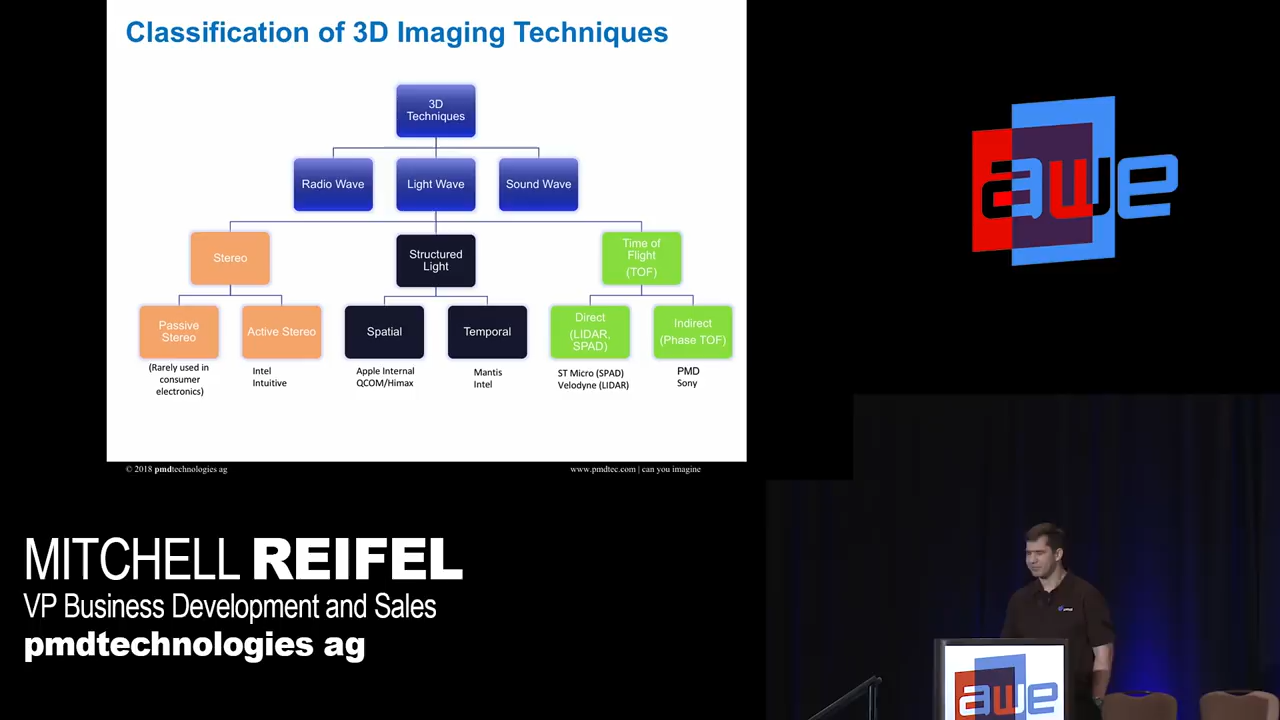 Classification of 3D Imaging Techniques
3D
Techniques
Radio Wave
Light Wave
Sound Wave
Stereo
Structured
Light
Time of
Flight
(TOF)
Passive
Stereo
Active Stereo
Spatial
Temporal
Direct
(LIDAR,
SPAD)
Indirect
(Phase TOF)
(Rarely used in
consumer
electronics)
Intel
Intuitive
Apple Internal
QCOM/Himax
Mantis
Intel
ST Micro (SPAD)
Velodyne (LIDAR)
PMD
Sony
© 2018 pmdtechnologies ag
www.pmdtec.com | can you imagine
awe
MITCHELL REIFEL
VP Business Development and Sales
pmdtechnologies ag
pmd
awe